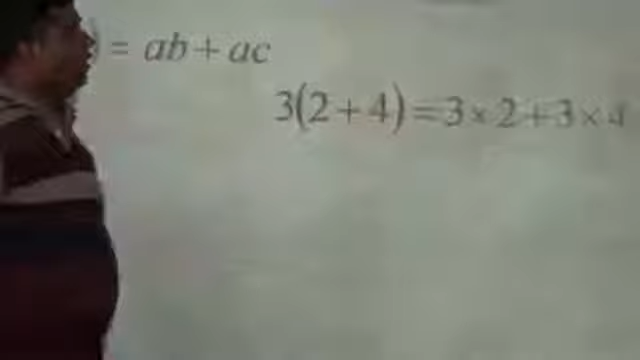 ) = ab + ac
3(2+4)=3×2+3×4